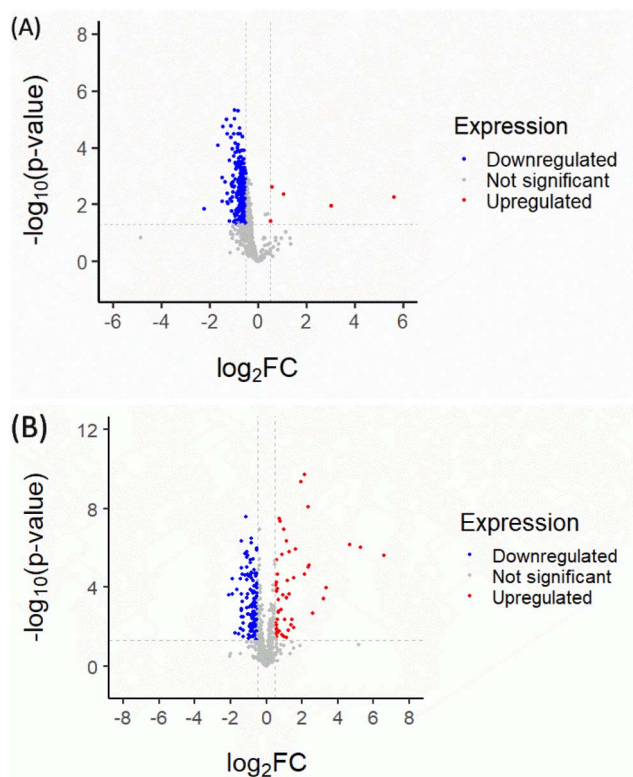 (A)
8
6
4
2
0
-log10(p-value)
-6 -4 -2 0 2 4 6
log2FC
Expression
Downregulated
Not significant
Upregulated
(B)
12
8
4
0
-log10(p-value)
-8 -6 -4 -2 0 2 4 6 8
log2FC
Expression
Downregulated
Not significant
Upregulated